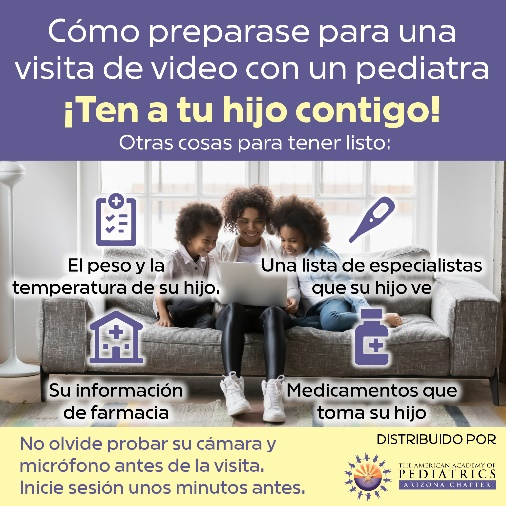 Cómo preparase para una
visita de video con un pediatra
¡Ten a tu hijo contigo!
Otras cosas para tener listo:
El peso y la
temperatura de su hijo.
Una lista de especialistas
que su hijo ve
Su información
de farmacia
Medicamentos que
toma su hijo
No olvide probar su cámara y
micrófono antes de la visita.
Inicie sesión unos minutos antes.
DISTRIBUIDO POR
THE AMERICAN ACADEMY OF
PEDIATRICS
ARIZONA CHAPTER